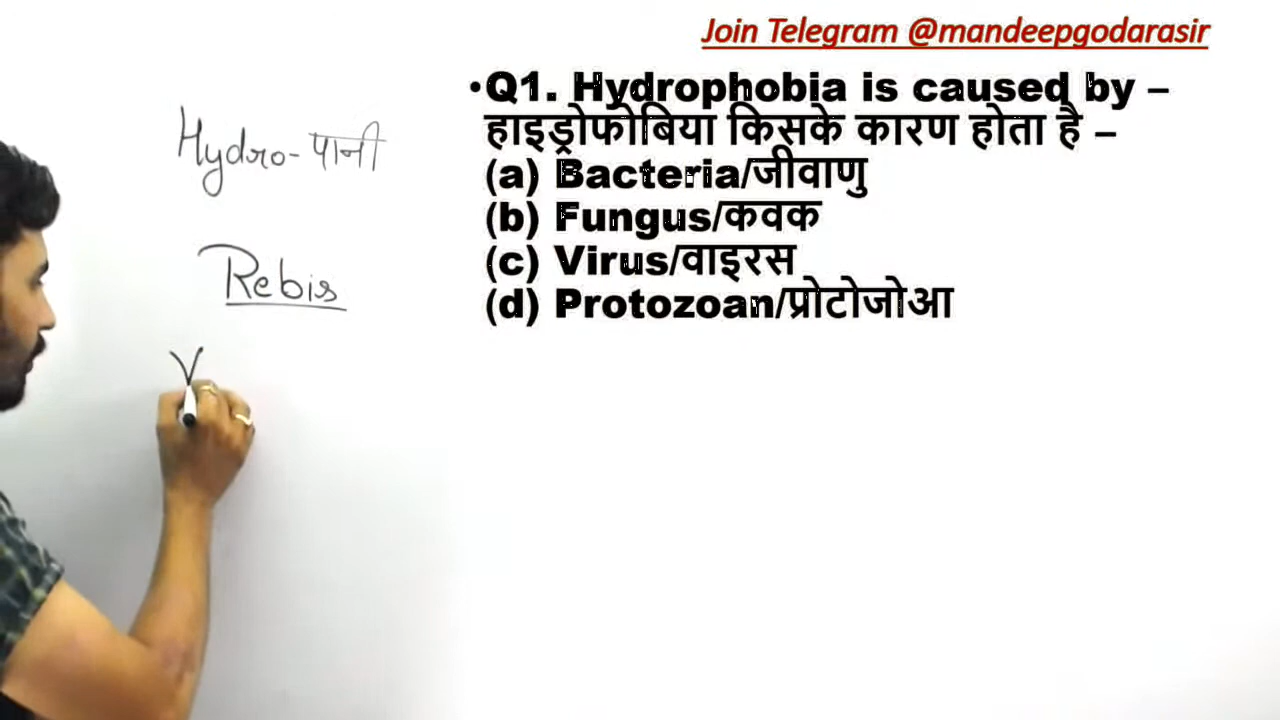 Join Telegram @mandeepgodarasir
•Q1. Hydrophobia is caused by –
हाइड्रोफोबिया किसके कारण होता है –
(a) Bacteria/जीवाणु
(b) Fungus/कवक
(c) Virus/वाइरस
(d) Protozoan/प्रोटोजोआ
Hydro-पानी
Rebis
V